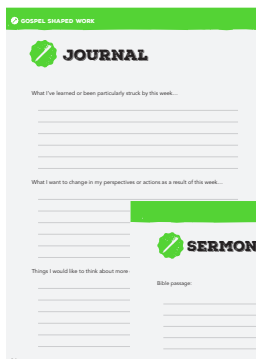 GOSPEL SHAPED WORK
JOURNAL
What I've learned or been particularly struck by this week...
What I want to change in my perspectives or actions as a result of this week...
Things I would like to think about more
SERMON
Bible passage: